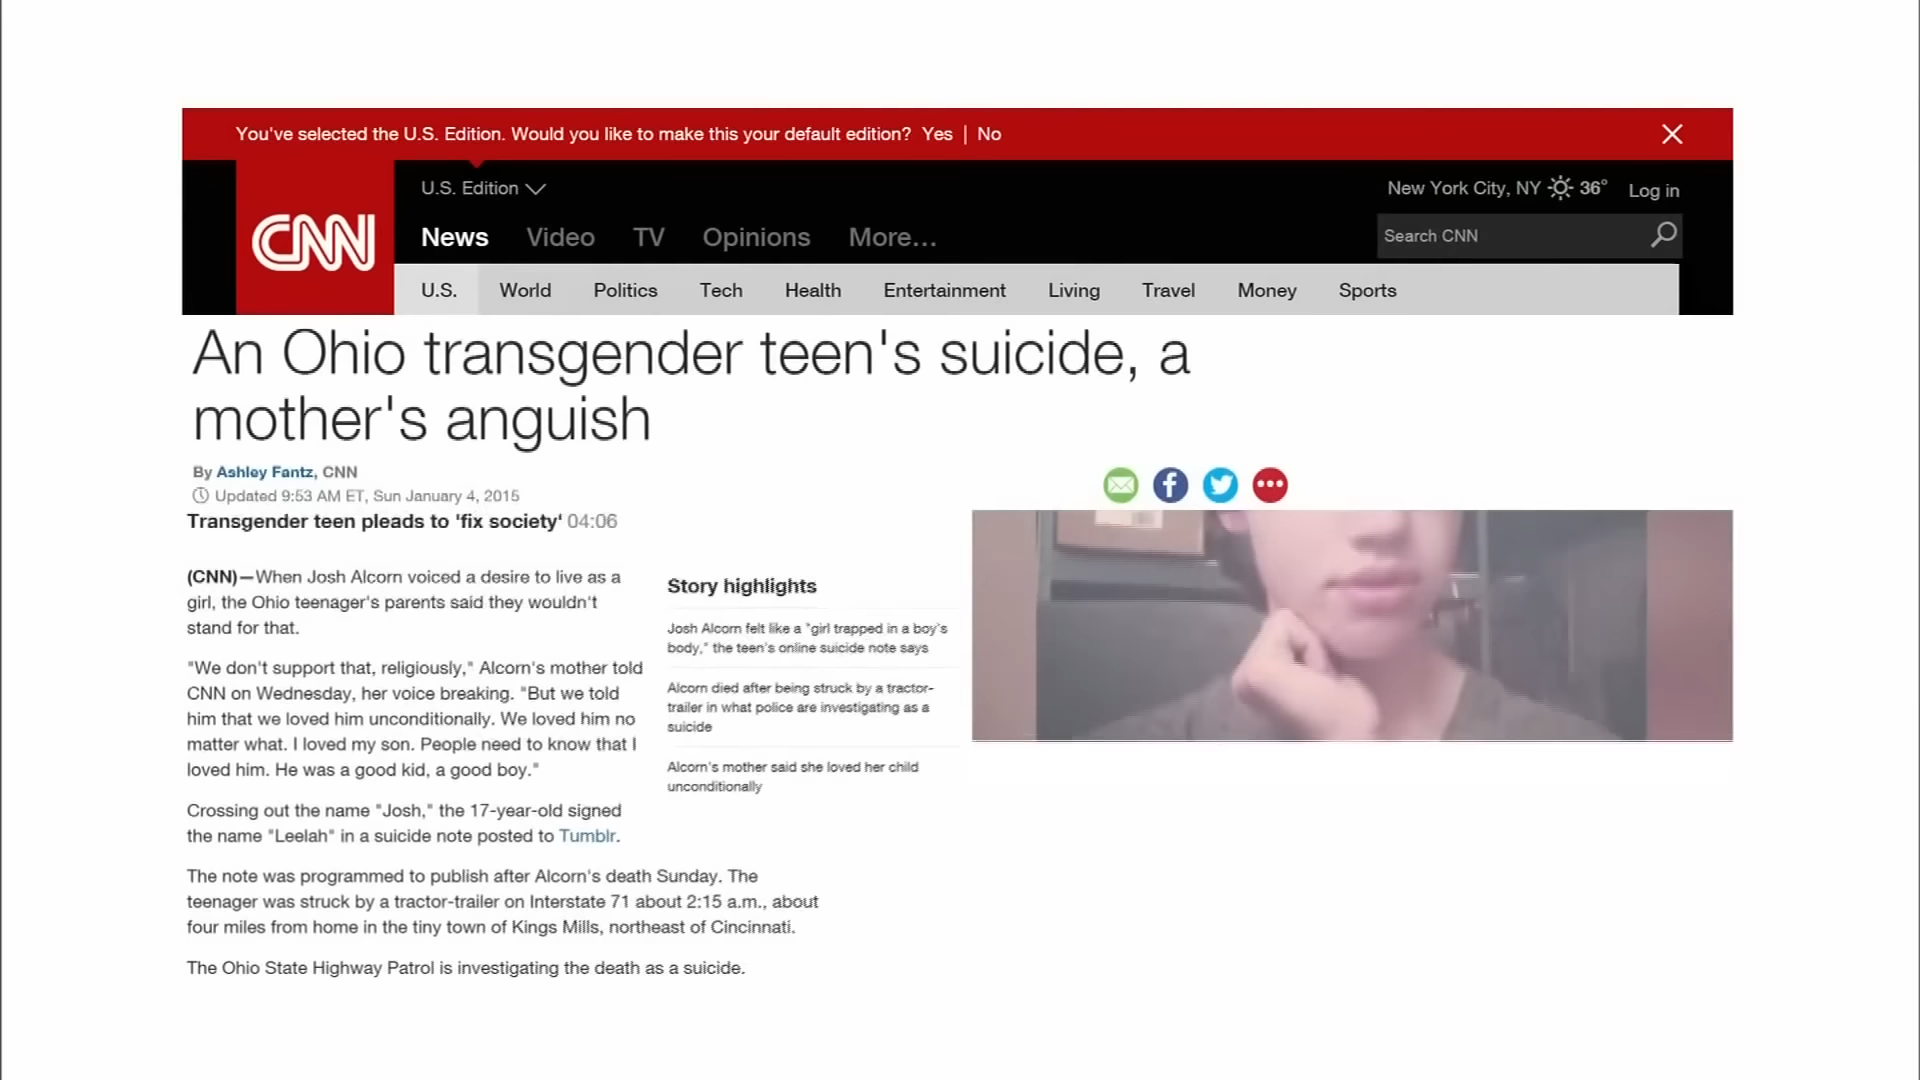 You've selected the U.S. Edition. Would you like to make this your default edition? Yes | No
CNN
U.S. Edition
New York City, NY 36°
Log in
News Video TV Opinions More...
Search CNN
U.S. World Politics Tech Health Entertainment Living Travel Money Sports
An Ohio transgender teen's suicide, a
mother's anguish
By Ashley Fantz, CNN
Updated 9:53 AM ET, Sun January 4, 2015
Transgender teen pleads to 'fix society' 04:06
(CNN)—When Josh Alcorn voiced a desire to live as a
girl, the Ohio teenager's parents said they wouldn't
stand for that.
"We don't support that, religiously," Alcorn's mother told
CNN on Wednesday, her voice breaking. "But we told
him that we loved him unconditionally. We loved him no
matter what. I loved my son. People need to know that I
loved him. He was a good kid, a good boy."
Crossing out the name "Josh," the 17-year-old signed
the name "Leelah" in a suicide note posted to Tumblr.
The note was programmed to publish after Alcorn's death Sunday. The
teenager was struck by a tractor-trailer on Interstate 71 about 2:15 a.m., about
four miles from home in the tiny town of Kings Mills, northeast of Cincinnati.
The Ohio State Highway Patrol is investigating the death as a suicide.
Story highlights
Josh Alcorn felt like a "girl trapped in a boy's
body," the teen's online suicide note says
Alcorn died after being struck by a tractor-
trailer in what police are investigating as a
suicide
Alcorn's mother said she loved her child
unconditionally